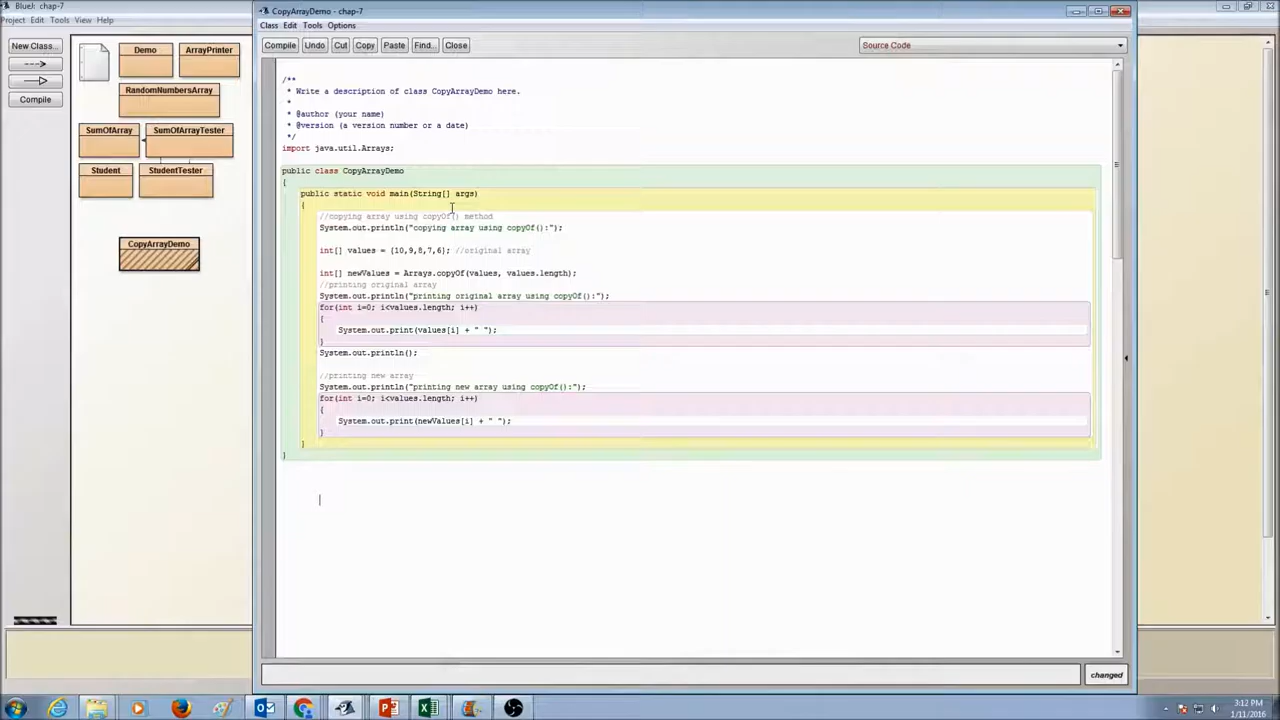 BlueJ: chap-7
Project Edit Tools View Help
New Class...
Compile
Demo
ArrayPrinter
RandomNumbersArray
SumOfArray
SumOfArrayTester
Student
StudentTester
CopyArrayDemo
CopyArrayDemo - chap-7
Class Edit Tools Options
Compile Undo Cut Copy Paste Find... Close
Source Code
/**
* Write a description of class CopyArrayDemo here.
*
* @author (your name)
* @version (a version number or a date)
*/
import java.util.Arrays;
public class CopyArrayDemo
{
public static void main(String[] args)
{
//copying array using copyOf() method
System.out.println("copying array using copyOf():");
int[] values = {10,9,8,7,6}; //original array
int[] newValues = Arrays.copyOf(values, values.length);
//printing original array
System.out.println("printing original array using copyOf():");
for(int i=0; i<values.length; i++)
{
System.out.print(values[i] + " ");
}
System.out.println();
//printing new array
System.out.println("printing new array using copyOf():");
for(int i=0; i<values.length; i++)
{
System.out.print(newValues[i] + " ");
}
}
}
changed
3:12 PM
1/11/2016